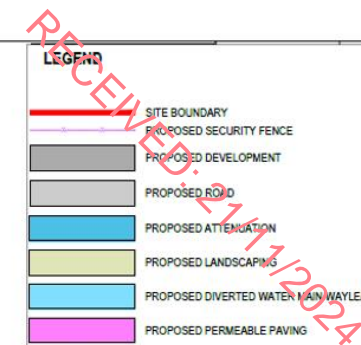 LEGEND
SITE BOUNDARY
PROPOSED SECURITY FENCE
PROPOSED DEVELOPMENT
PROPOSED ROAD
PROPOSED ATTENUATION
PROPOSED LANDSCAPING
PROPOSED DIVERTED WATER MAIN WAYLE
PROPOSED PERMEABLE PAVING
RECEIVED: 21/11/2024